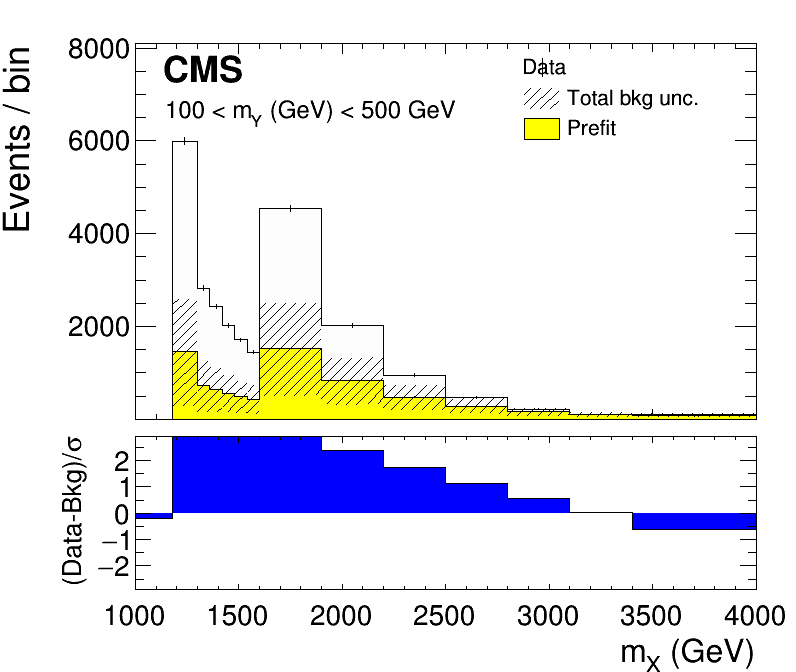 8000
CMS
Data
100 < mY (GeV) < 500 GeV
Total bkg unc.
Prefit
6000
4000
2000
Events / bin
2
1
0
−1
−2
(Data-Bkg)/σ
1000 1500 2000 2500 3000 3500 4000
mX (GeV)